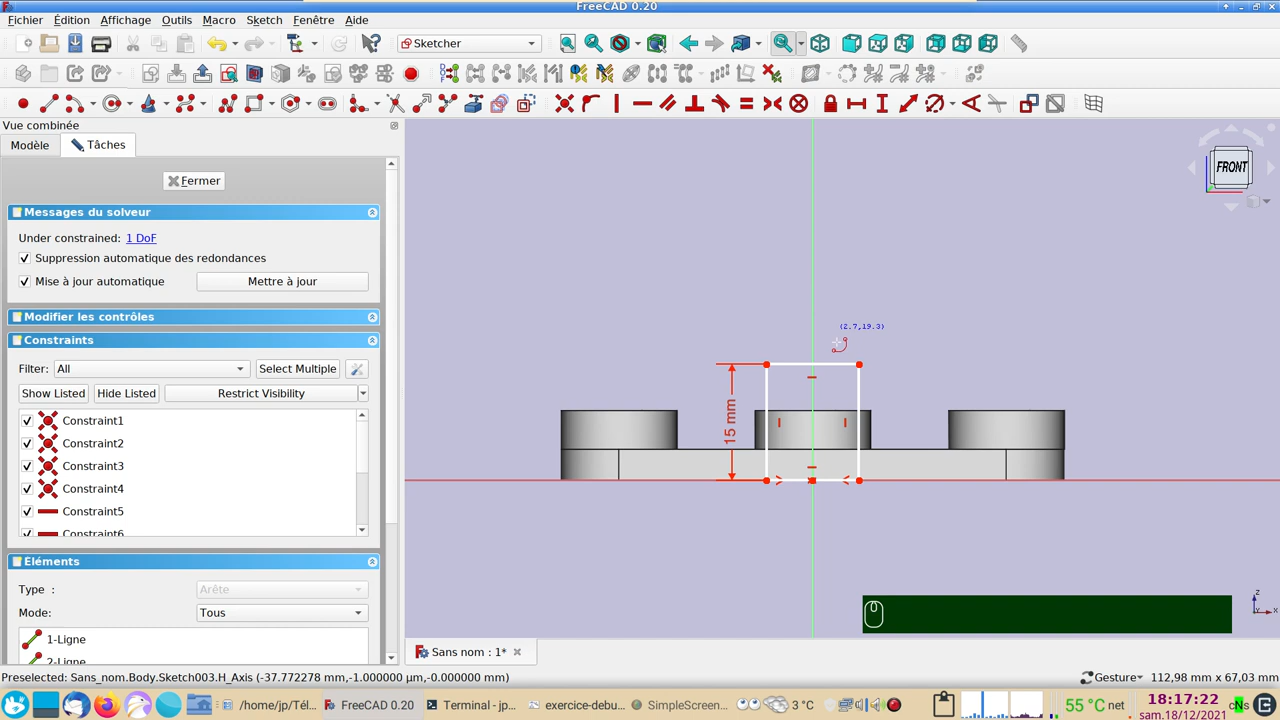 FreeCAD 0.20
Fichier Édition Affichage Outils Macro Sketch Fenêtre Aide
Sketcher
Vue combinée
Modèle Tâches
Fermer
Messages du solveur
Under constrained: 1 DoF
Suppression automatique des redondances
Mise à jour automatique Mettre à jour
Modifier les contrôles
Constraints
Filter: All Select Multiple
Show Listed Hide Listed Restrict Visibility
Constraint1
Constraint2
Constraint3
Constraint4
Constraint5
Constraint6
Eléments
Type : Arête
Mode: Tous
1-Ligne
2-Ligne
FRONT
(2.7,19.3)
15 mm
Z
X
Sans nom : 1*
Preselected: Sans_nom.Body.Sketch003.H_Axis (-37.772278 mm,-1.000000 µm,-0.000000 mm)
Gesture 112,98 mm x 67,03 mm
/home/jp/Tél... FreeCAD 0.20 Terminal - jp... exercice-debu... SimpleScreen... 3 °C 55 °C net 18:17:22
sam.18/12/2021
cNs